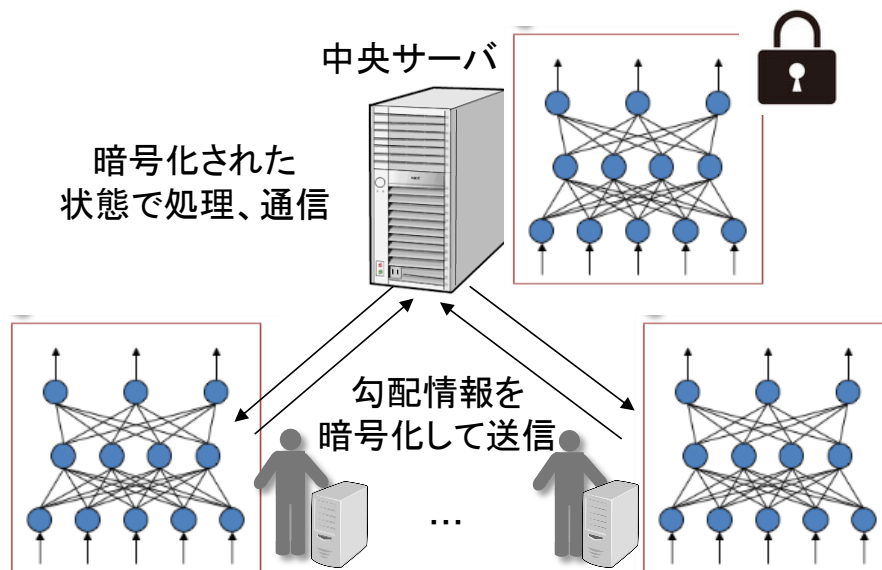 中央サーバ
暗号化された
状態で処理、通信
勾配情報を
暗号化して送信
…